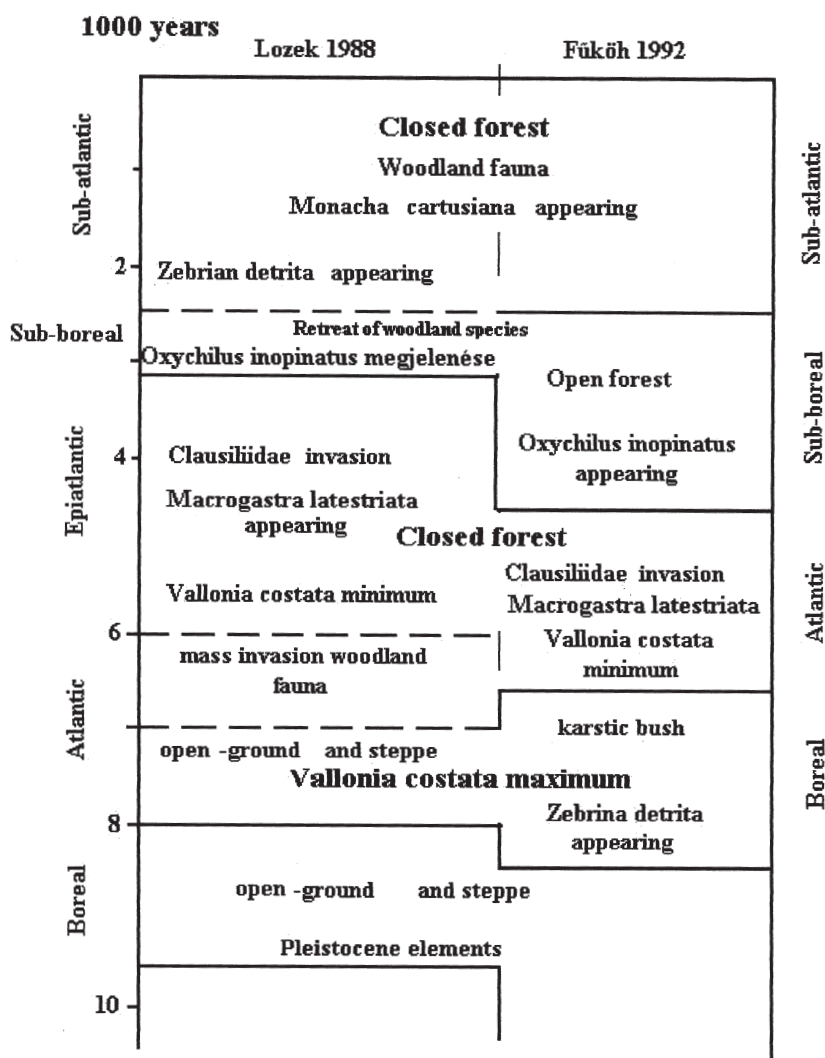 1000 years
Lozek 1988
Fűköh 1992
Closed forest
Woodland fauna
Monacha cartusiana appearing
Sub-atlantic
Sub-atlantic
2
Zebrian detrita appearing
Sub-boreal
Retreat of woodland species
Oxychilus inopinatus megjelenése
Open forest
Sub-boreal
Oxychilus inopinatus
appearing
4
Epiatlantic
Clausiliidae invasion
Macrogastra latestriata
appearing
Closed forest
Vallonia costata minimum
Clausiliidae invasion
Macrogastra latestriata
Vallonia costata
minimum
Atlantic
6
mass invasion woodland
fauna
Atlantic
open -ground and steppe
karstic bush
Boreal
Vallonia costata maximum
Zebrina detrita
appearing
8
Boreal
open -ground and steppe
Pleistocene elements
10